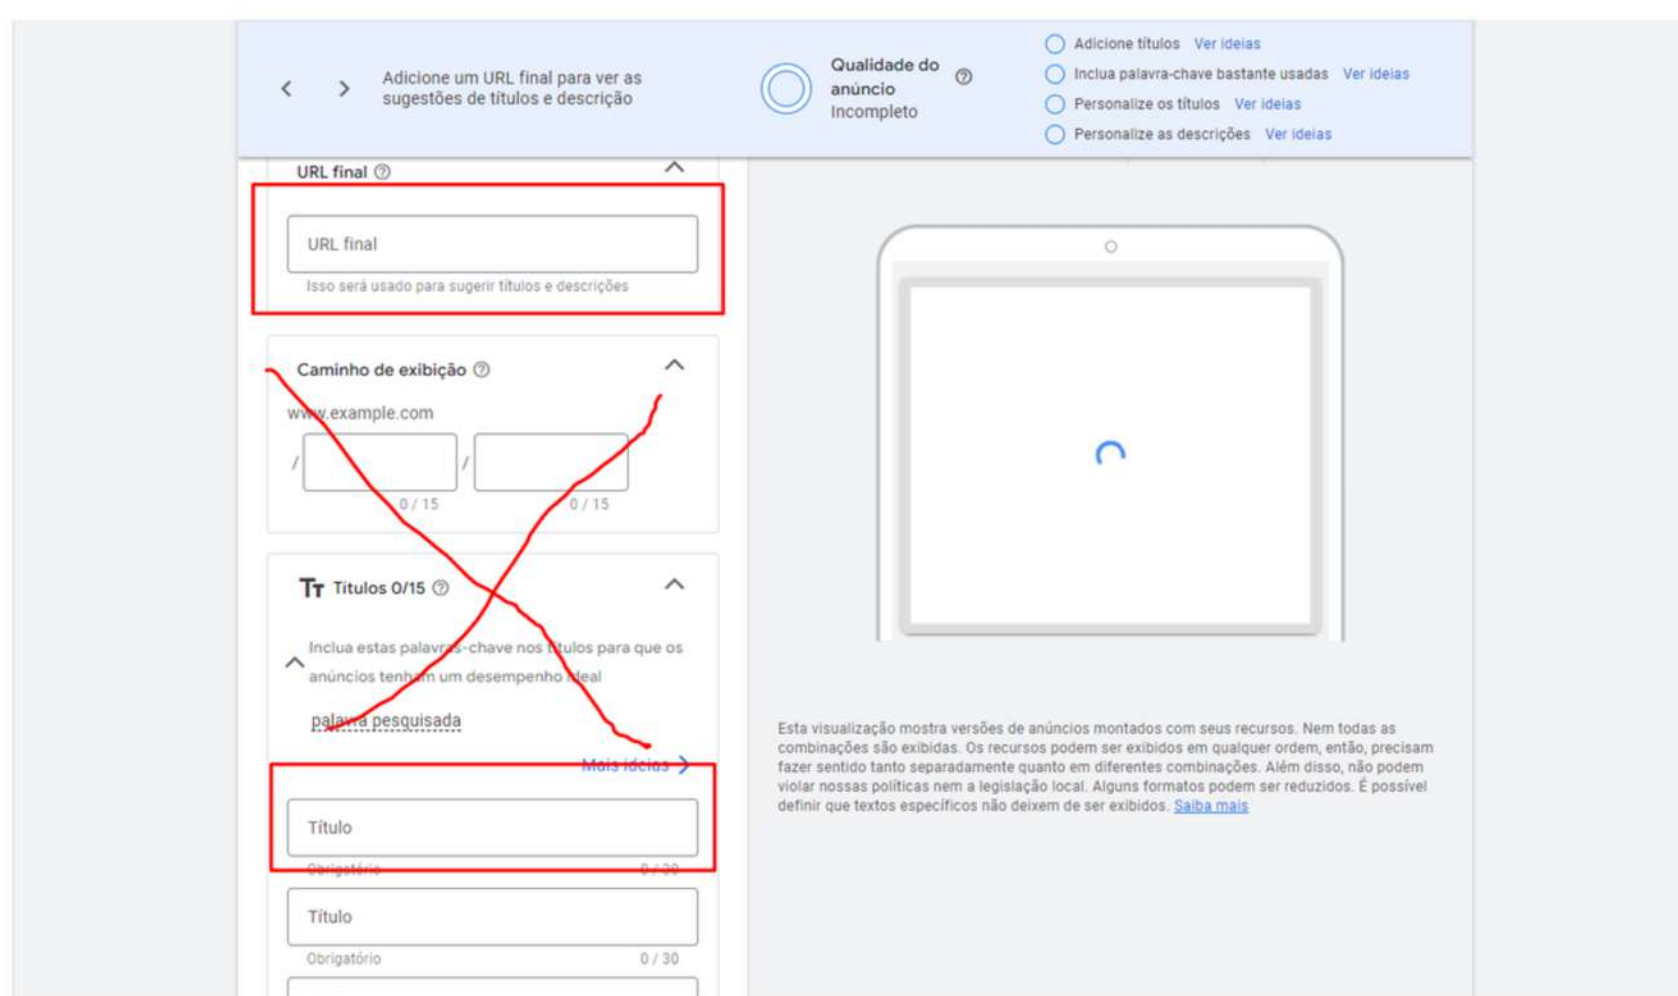 Adicione um URL final para ver as
sugestões de títulos e descrição
Qualidade do
anúncio
Incompleto
Adicione títulos Ver ideias
Inclua palavra-chave bastante usadas Ver ideias
Personalize os títulos Ver ideias
Personalize as descrições Ver ideias
URL final
URL final
Isso será usado para sugerir títulos e descrições
Caminho de exibição
www.example.com
/ /
0 / 15 0 / 15
Tт Títulos 0/15
Inclua estas palavras-chave nos títulos para que os
anúncios tenham um desempenho ideal
palavra pesquisada
Mais ideias
Título
Obrigatório 0 / 30
Título
Obrigatório 0 / 30
Esta visualização mostra versões de anúncios montados com seus recursos. Nem todas as
combinações são exibidas. Os recursos podem ser exibidos em qualquer ordem, então, precisam
fazer sentido tanto separadamente quanto em diferentes combinações. Além disso, não podem
violar nossas políticas nem a legislação local. Alguns formatos podem ser reduzidos. É possível
definir que textos específicos não deixem de ser exibidos. Saiba mais